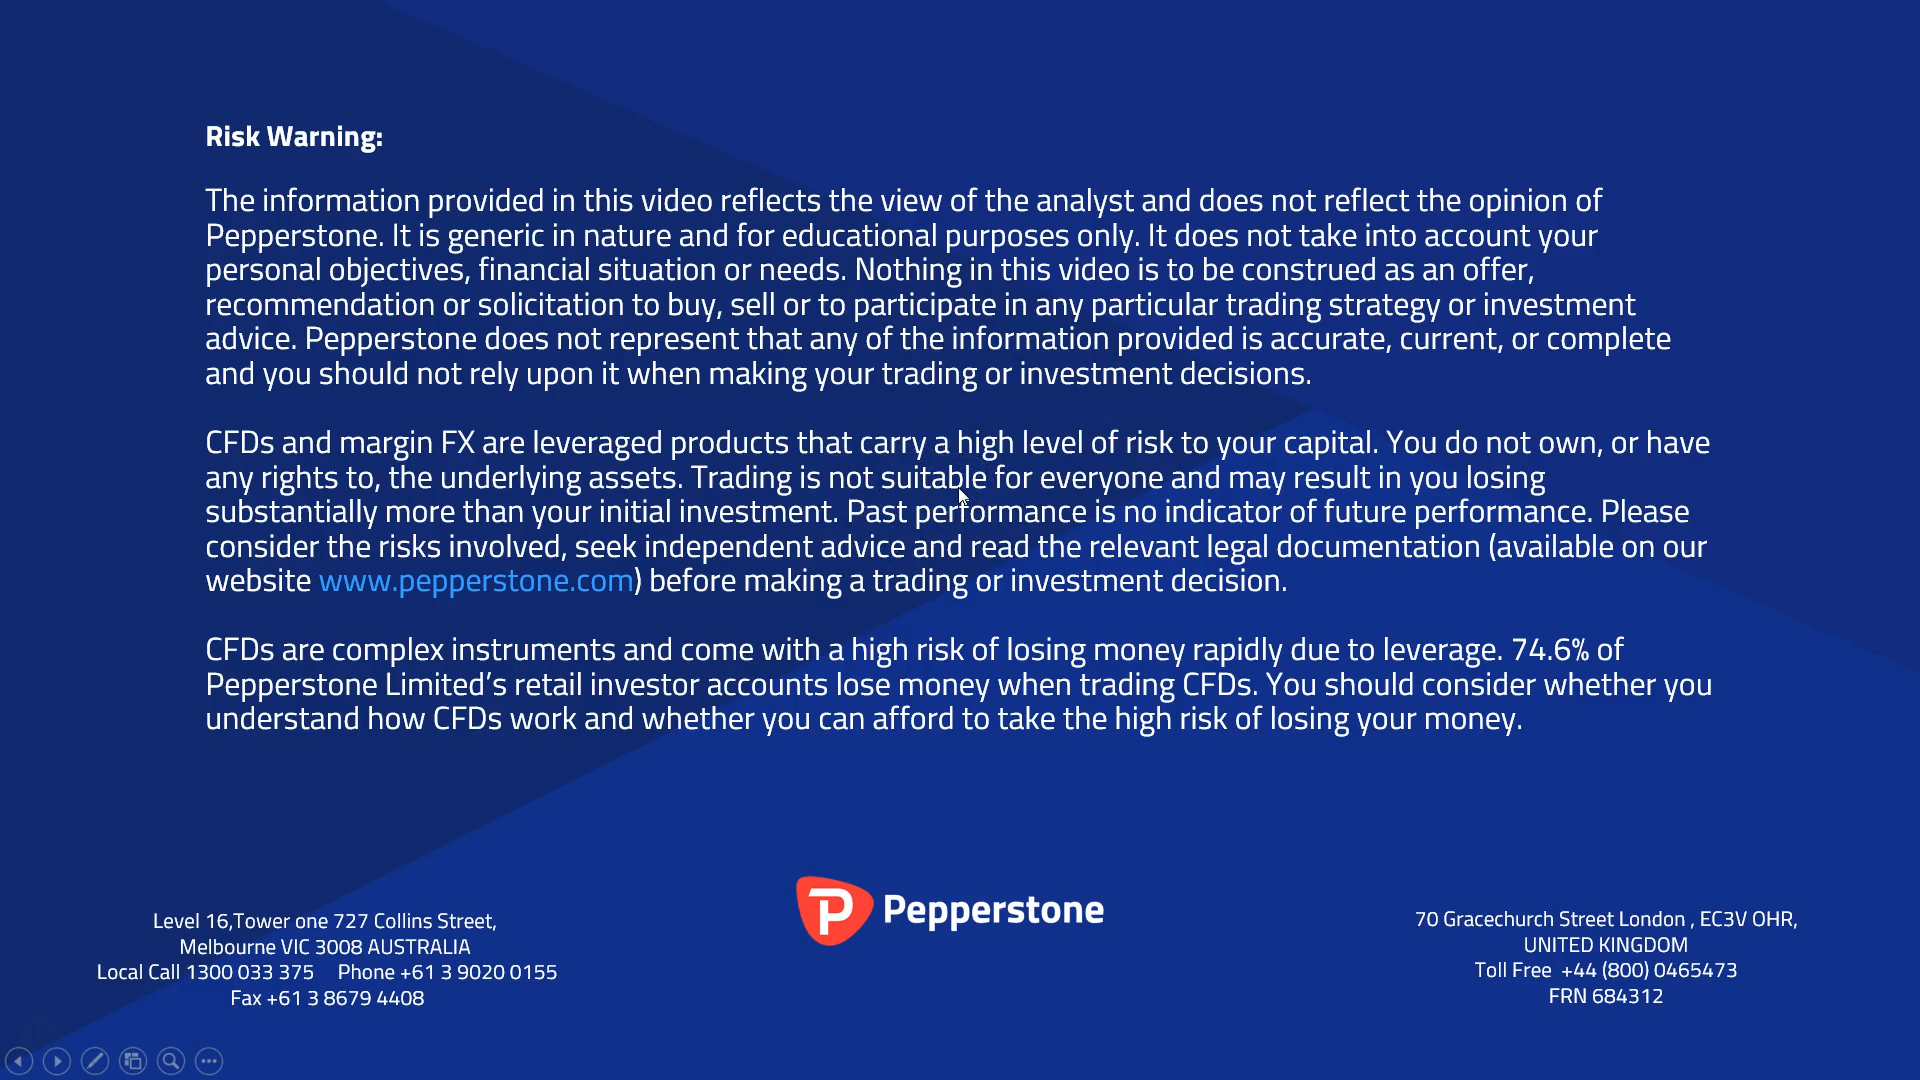 Risk Warning:
The information provided in this video reflects the view of the analyst and does not reflect the opinion of
Pepperstone. It is generic in nature and for educational purposes only. It does not take into account your
personal objectives, financial situation or needs. Nothing in this video is to be construed as an offer,
recommendation or solicitation to buy, sell or to participate in any particular trading strategy or investment
advice. Pepperstone does not represent that any of the information provided is accurate, current, or complete
and you should not rely upon it when making your trading or investment decisions.
CFDs and margin FX are leveraged products that carry a high level of risk to your capital. You do not own, or have
any rights to, the underlying assets. Trading is not suitable for everyone and may result in you losing
substantially more than your initial investment. Past performance is no indicator of future performance. Please
consider the risks involved, seek independent advice and read the relevant legal documentation (available on our
website www.pepperstone.com) before making a trading or investment decision.
CFDs are complex instruments and come with a high risk of losing money rapidly due to leverage. 74.6% of
Pepperstone Limited’s retail investor accounts lose money when trading CFDs. You should consider whether you
understand how CFDs work and whether you can afford to take the high risk of losing your money.
Level 16,Tower one 727 Collins Street,
Melbourne VIC 3008 AUSTRALIA
Local Call 1300 033 375 Phone +61 3 9020 0155
Fax +61 3 8679 4408
P Pepperstone
70 Gracechurch Street London , EC3V OHR,
UNITED KINGDOM
Toll Free +44 (800) 0465473
FRN 684312